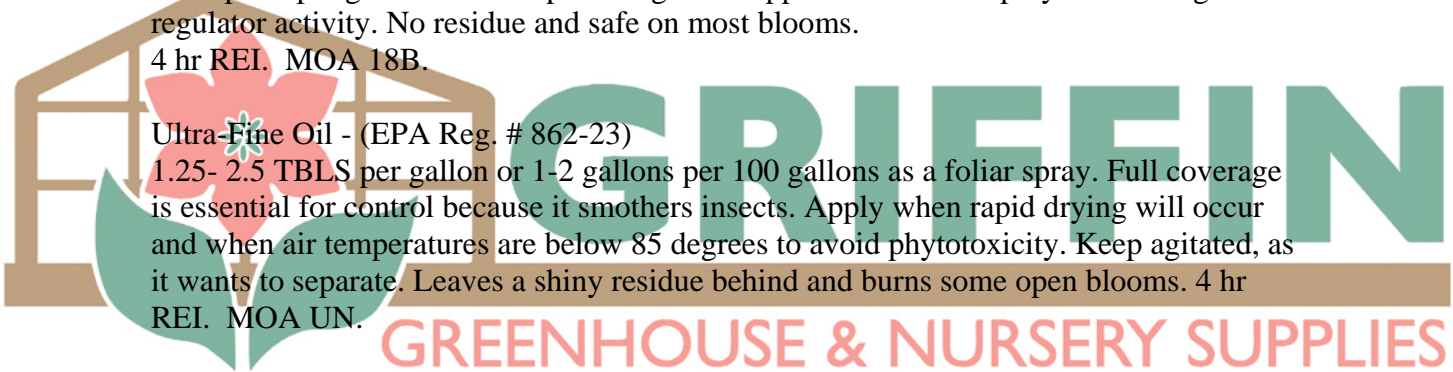 regulator activity. No residue and safe on most blooms.
4 hr REI. MOA 18B.
Ultra-Fine Oil - (EPA Reg. # 862-23)
1.25- 2.5 TBLS per gallon or 1-2 gallons per 100 gallons as a foliar spray. Full coverage
is essential for control because it smothers insects. Apply when rapid drying will occur
and when air temperatures are below 85 degrees to avoid phytotoxicity. Keep agitated, as
it wants to separate. Leaves a shiny residue behind and burns some open blooms. 4 hr
REI. MOA UN.
GRIFFIN
GREENHOUSE & NURSERY SUPPLIES